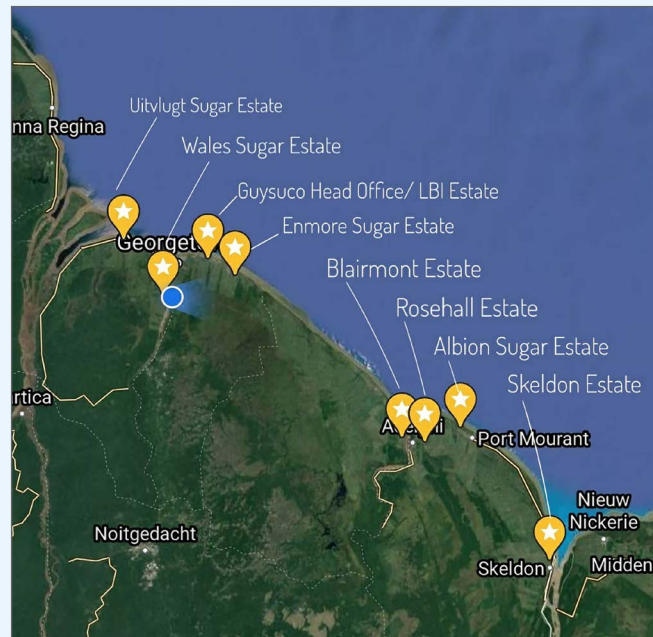 Uitvlugt Sugar Estate
nna Regina
Wales Sugar Estate
Guysuco Head Office/ LBI Estate
Enmore Sugar Estate
Georget
Blairmont Estate
Rosehall Estate
Albion Sugar Estate
Skeldon Estate
rtica
Port Mourant
Nieuw
Nickerie
Noitgedacht
Skeldon
Midden